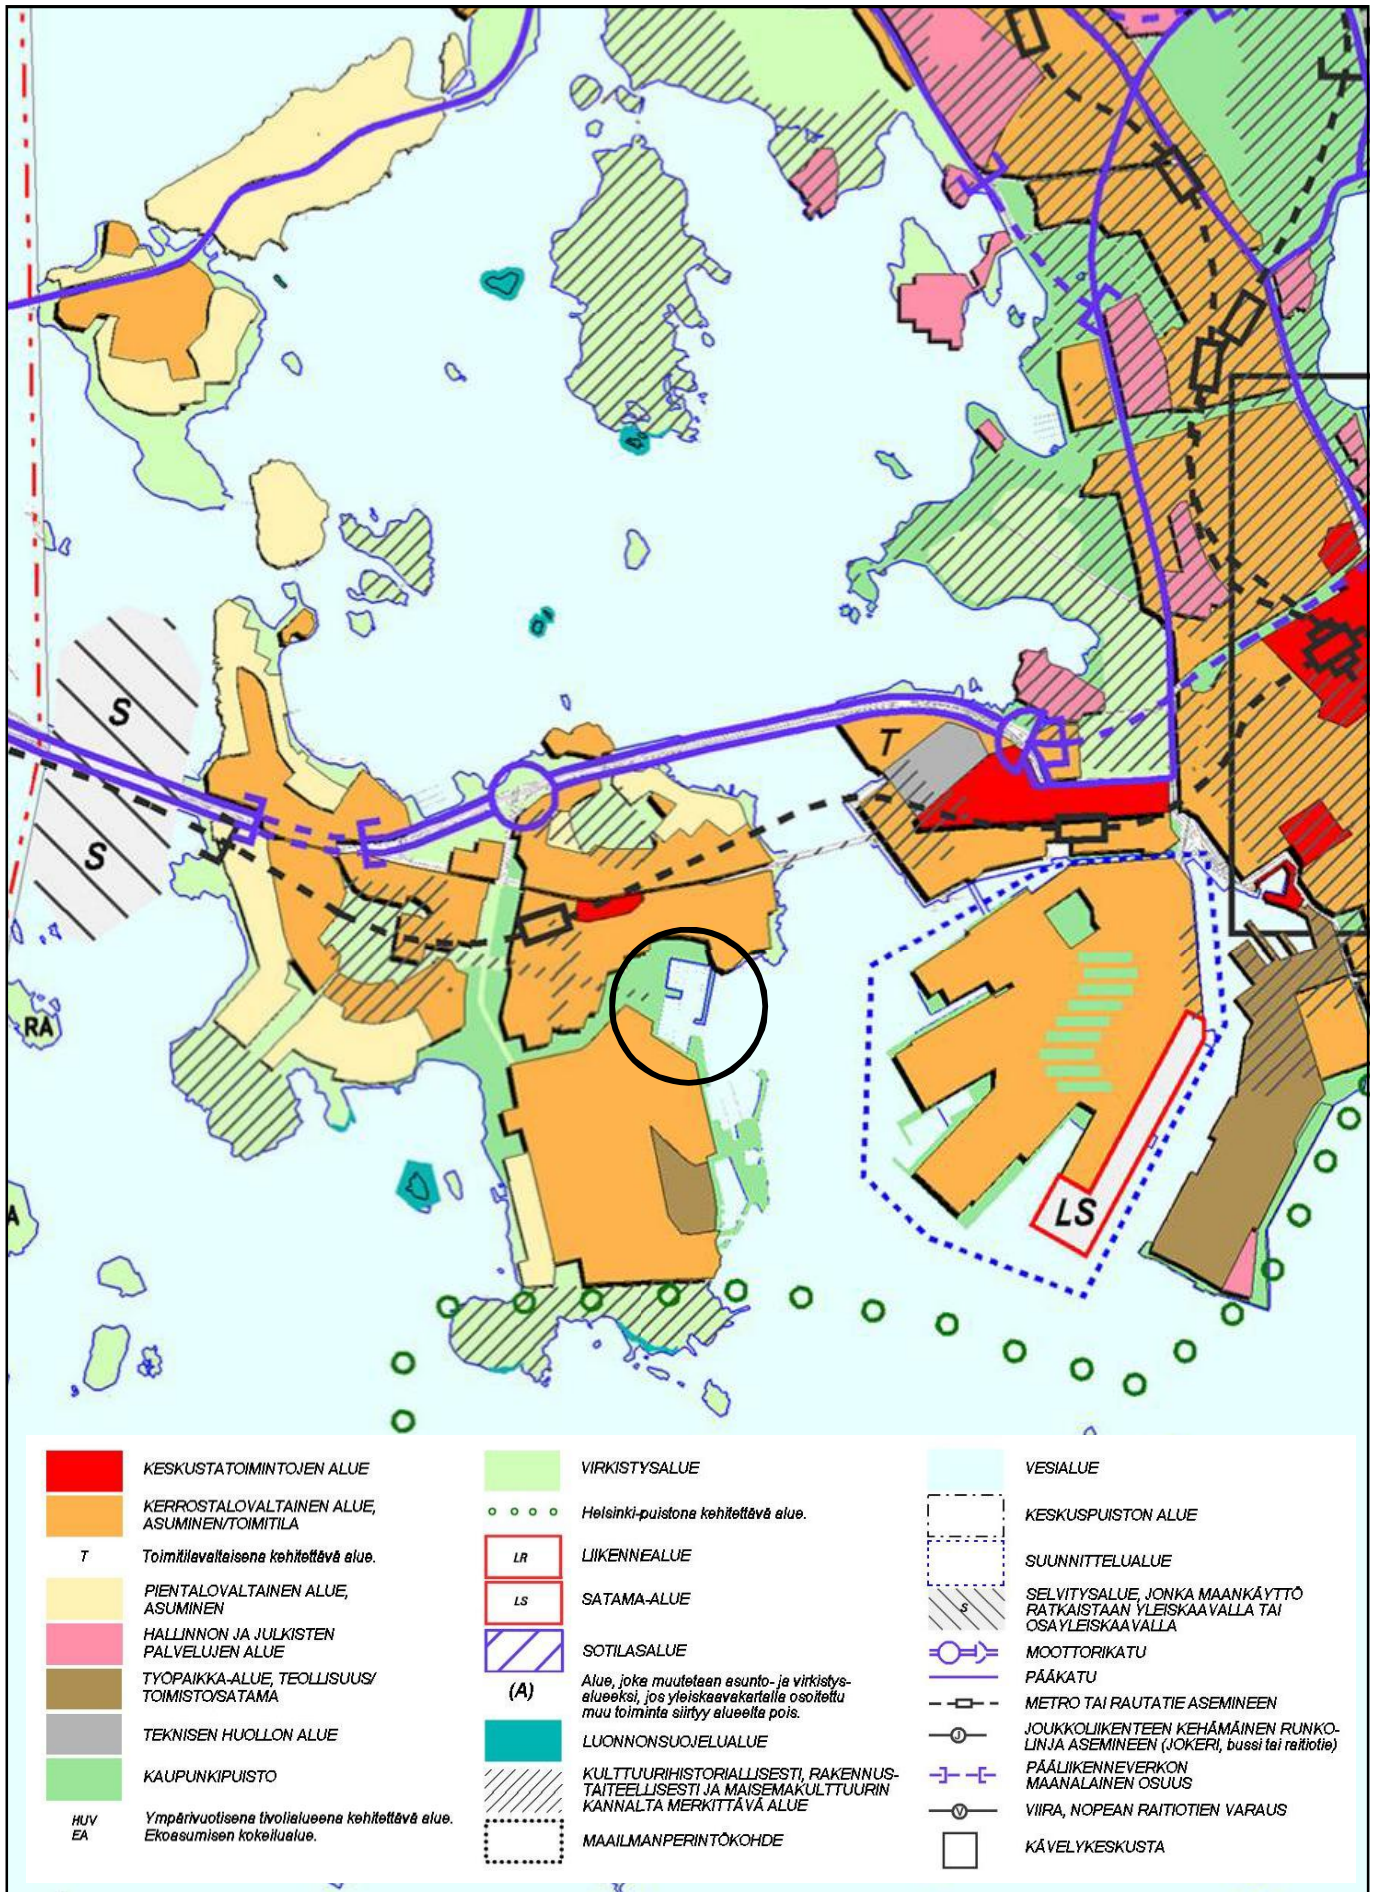 T
S
S
RA
A
LS
KESKUSTATOIMINTOJEN ALUE
KERROSTALOVALTAINEN ALUE,
ASUMINEN/TOIMITILA
T Toimitilavaltaisena kehitettävä alue.
PIENTALOVALTAINEN ALUE,
ASUMINEN
HALLINNON JA JULKISTEN
PALVELUJEN ALUE
TYÖPAIKKA-ALUE, TEOLLISUUS/
TOIMISTO/SATAMA
TEKNISEN HUOLLON ALUE
KAUPUNKIPUISTO
HUV Ympärivuotisena tivolialueena kehitettävä alue.
EA Ekoasumisen kokeilualue.
VIRKISTYSALUE
Helsinki-puistona kehitettävä alue.
LR LIIKENNEALUE
LS SATAMA-ALUE
SOTILASALUE
(A) Alue, joka muutetaan asunto- ja virkistys-
alueeksi, jos yleiskaavakartalla osoitettu
muu toiminta siirtyy alueelta pois.
LUONNONSUOJELUALUE
KULTTUURIHISTORIALLISESTI, RAKENNUS-
TAITEELLISESTI JA MAISEMAKULTTUURIN
KANNALTA MERKITTÄVÄ ALUE
MAAILMANPERINTÖKOHDE
VESIALUE
KESKUSPUISTON ALUE
SUUNNITTELUALUE
S SELVITYSALUE, JONKA MAANKÄYTTÖ
RATKAISTAAN YLEISKAAVALLA TAI
OSAYLEISKAAVALLA
MOOTTORIKATU
PÄÄKATU
METRO TAI RAUTATIE ASEMINEEN
J JOUKKOLIIKENTEEN KEHÄMÄINEN RUNKO-
LINJA ASEMINEEN (JOKERI, bussi tai raitiotie)
PÄÄLIIKENNEVERKON
MAANALAINEN OSUUS
V VIIRA, NOPEAN RAITIOTIEN VARAUS
KÄVELYKESKUSTA